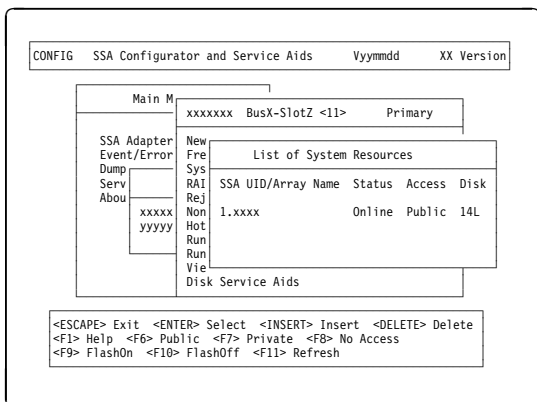 CONFIG SSA Configurator and Service Aids Vyymmdd XX Version
Main M
xxxxxxx BusX-SlotZ <11> Primary
SSA Adapter New
Event/Error Fre List of System Resources
Dump Sys
Serv RAI SSA UID/Array Name Status Access Disk
Abou Rej
xxxxx Non 1.xxxx Online Public 14L
yyyyy Hot
Run
Run
Vie
Disk Service Aids
<ESCAPE> Exit <ENTER> Select <INSERT> Insert <DELETE> Delete
<F1> Help <F6> Public <F7> Private <F8> No Access
<F9> FlashOn <F10> FlashOff <F11> Refresh